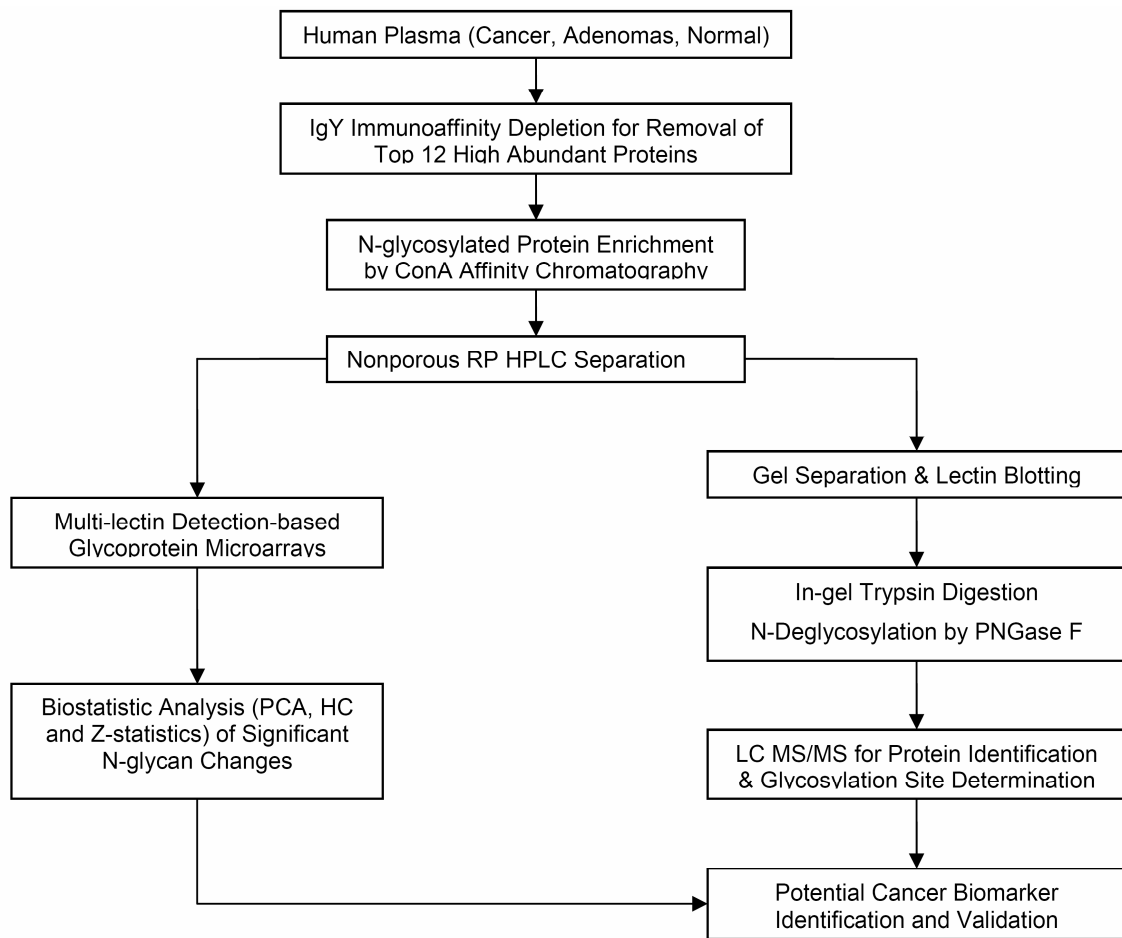 Human Plasma (Cancer, Adenomas, Normal)
IgY Immunoaffinity Depletion for Removal of
Top 12 High Abundant Proteins
N-glycosylated Protein Enrichment
by ConA Affinity Chromatography
Nonporous RP HPLC Separation
Gel Separation & Lectin Blotting
Multi-lectin Detection-based
Glycoprotein Microarrays
In-gel Trypsin Digestion
N-Deglycosylation by PNGase F
Biostatistic Analysis (PCA, HC
and Z-statistics) of Significant
N-glycan Changes
LC MS/MS for Protein Identification
& Glycosylation Site Determination
Potential Cancer Biomarker
Identification and Validation